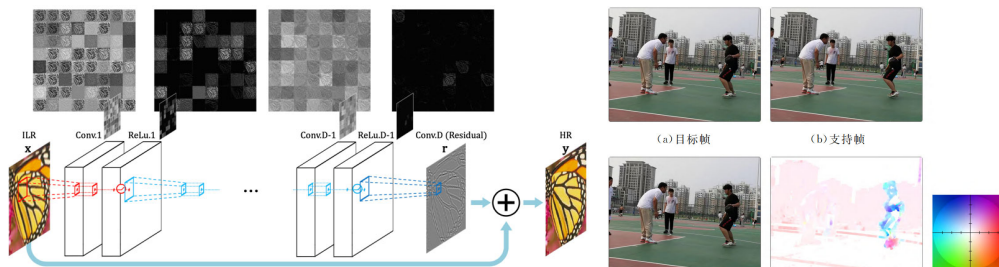 ILR
x
Conv.1
ReLu.1
Conv.D-1
ReLu.D-1
Conv.D (Residual)
r
HR
y
(a)目标帧
(b)支持帧